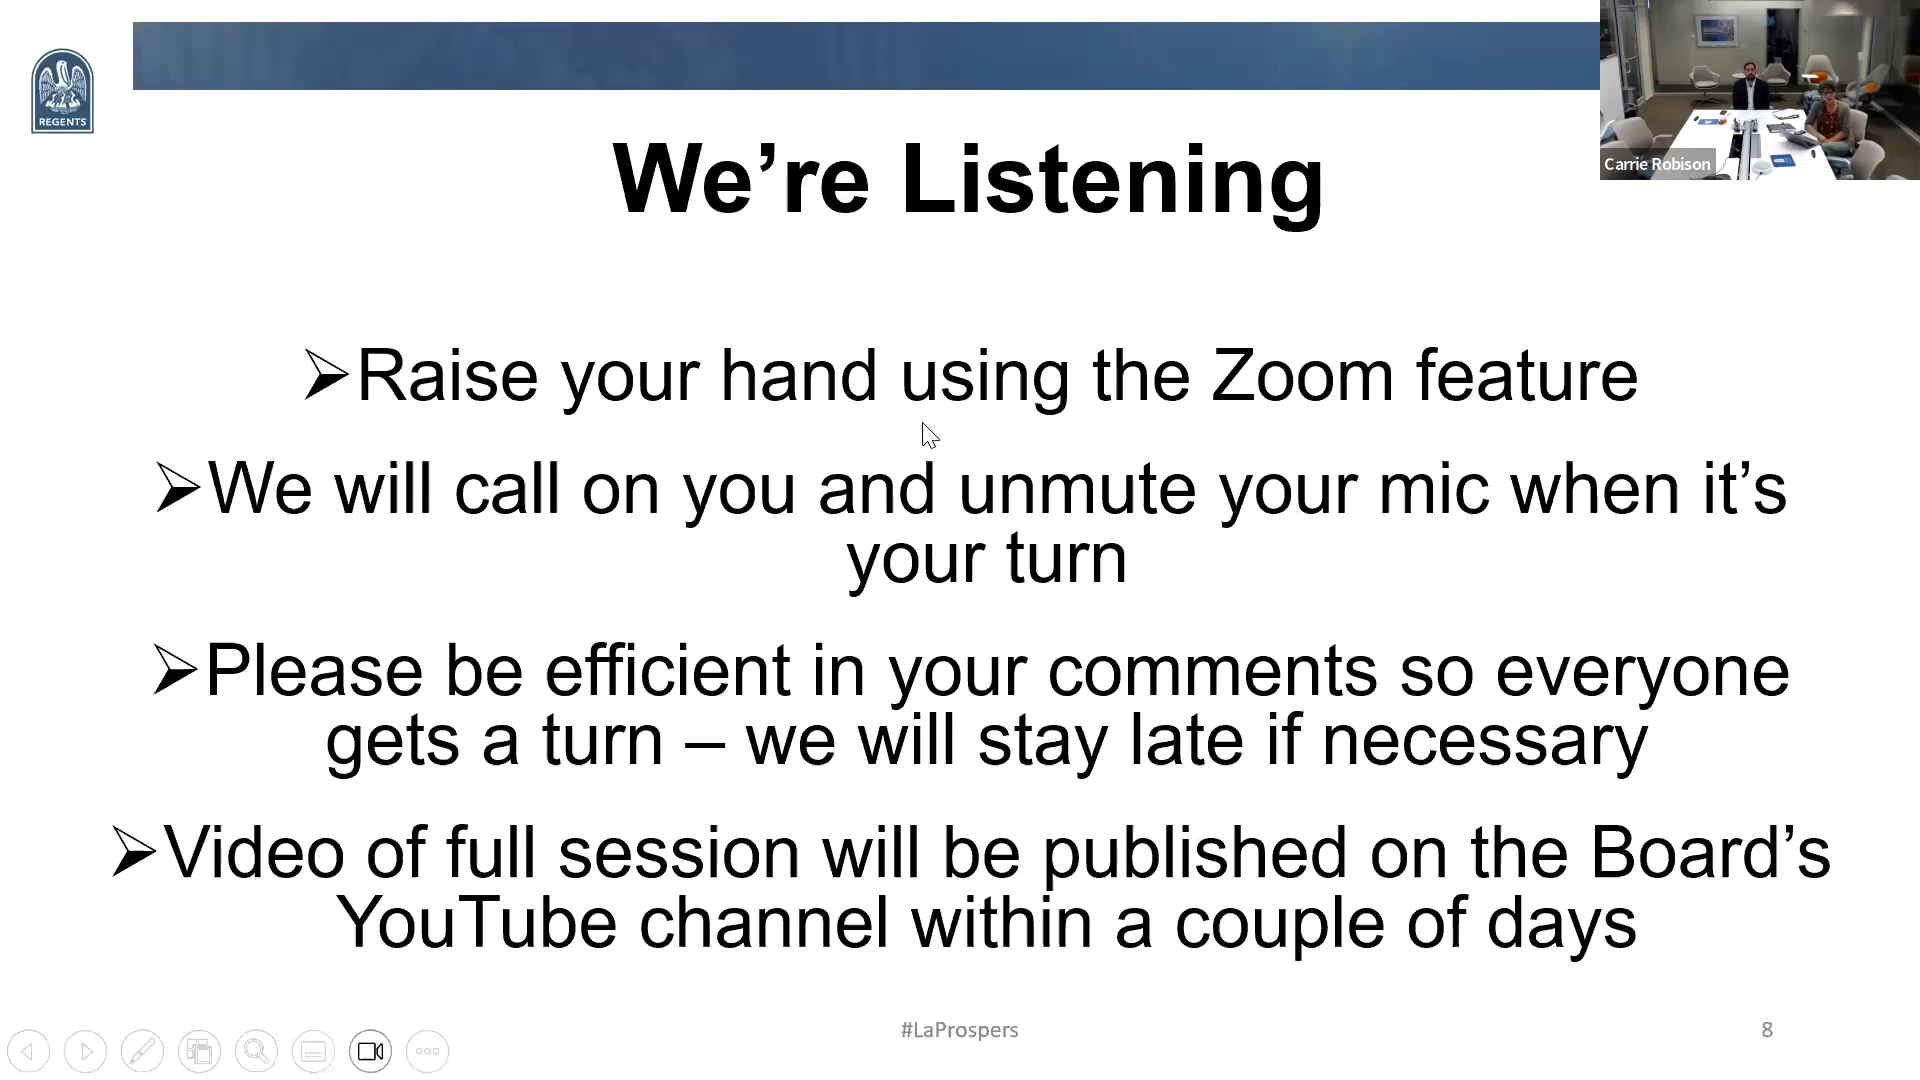 REGENTS
Carrie Robison
We’re Listening
➢Raise your hand using the Zoom feature
➢We will call on you and unmute your mic when it’s
your turn
➢Please be efficient in your comments so everyone
gets a turn – we will stay late if necessary
➢Video of full session will be published on the Board’s
YouTube channel within a couple of days
#LaProspers
8